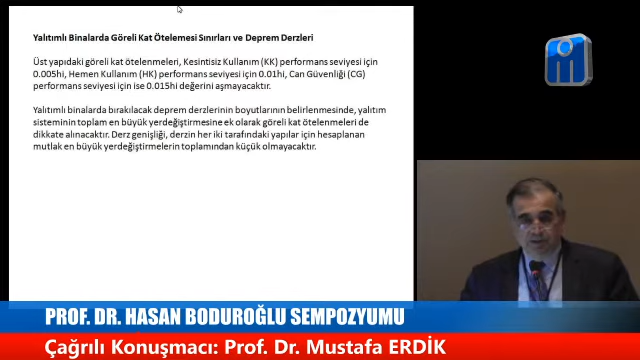 Yalıtımlı Binalarda Göreli Kat Ötelemesi Sınırları ve Deprem Derzleri
Üst yapıdaki göreli kat ötelenmeleri, Kesintisiz Kullanım (KK) performans seviyesi için
0.005hi, Hemen Kullanım (HK) performans seviyesi için 0.01hi, Can Güvenliği (CG)
performans seviyesi için ise 0.015hi değerini aşmayacaktır.
Yalıtımlı binalarda bırakılacak deprem derzlerinin boyutlarının belirlenmesinde, yalıtım
sisteminin toplam en büyük yerdeğiştirmesine ek olarak göreli kat ötelenmeleri de
dikkate alınacaktır. Derz genişliği, derzin her iki tarafındaki yapılar için hesaplanan
mutlak en büyük yerdeğiştirmelerin toplamından küçük olmayacaktır.
PROF. DR. HASAN BODUROĞLU SEMPOZYUMU
Çağrılı Konuşmacı: Prof. Dr. Mustafa ERDİK